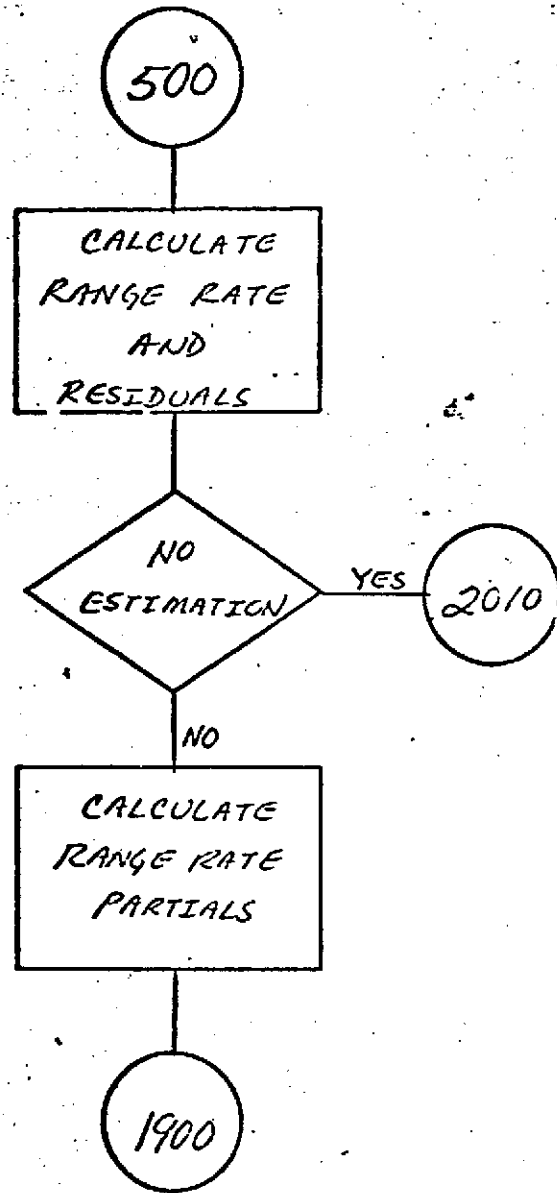 500
CALCULATE
RANGE RATE
AND
RESIDUALS
NO
ESTIMATION
YES
2010
NO
CALCULATE
RANGE RATE
PARTIALS
1900